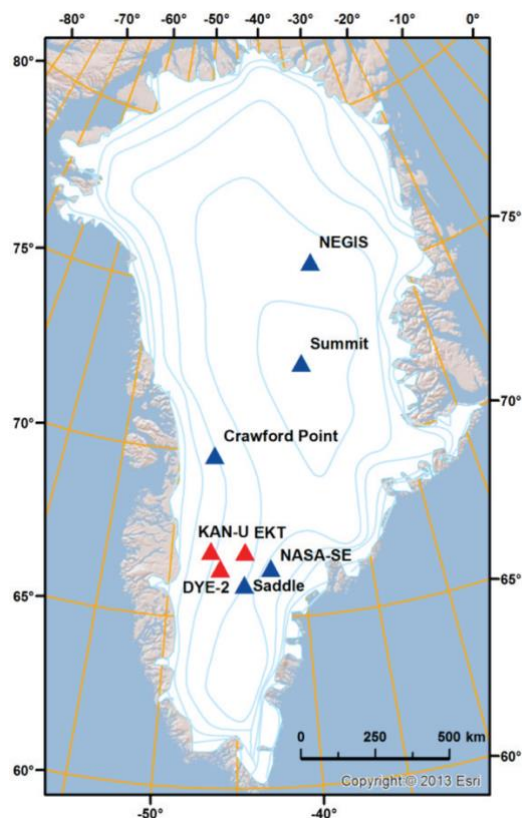 -80° -70° -60° -50° -40° -30° -20° -10° 0°
80°
75°
75°
NEGIS
Summit
70°
70°
Crawford Point
KAN-U EKT
NASA-SE
DYE-2 Saddle
65°
65°
0 250 500 km
60°
60°
Copyright © 2013 Esri
-50° -40°